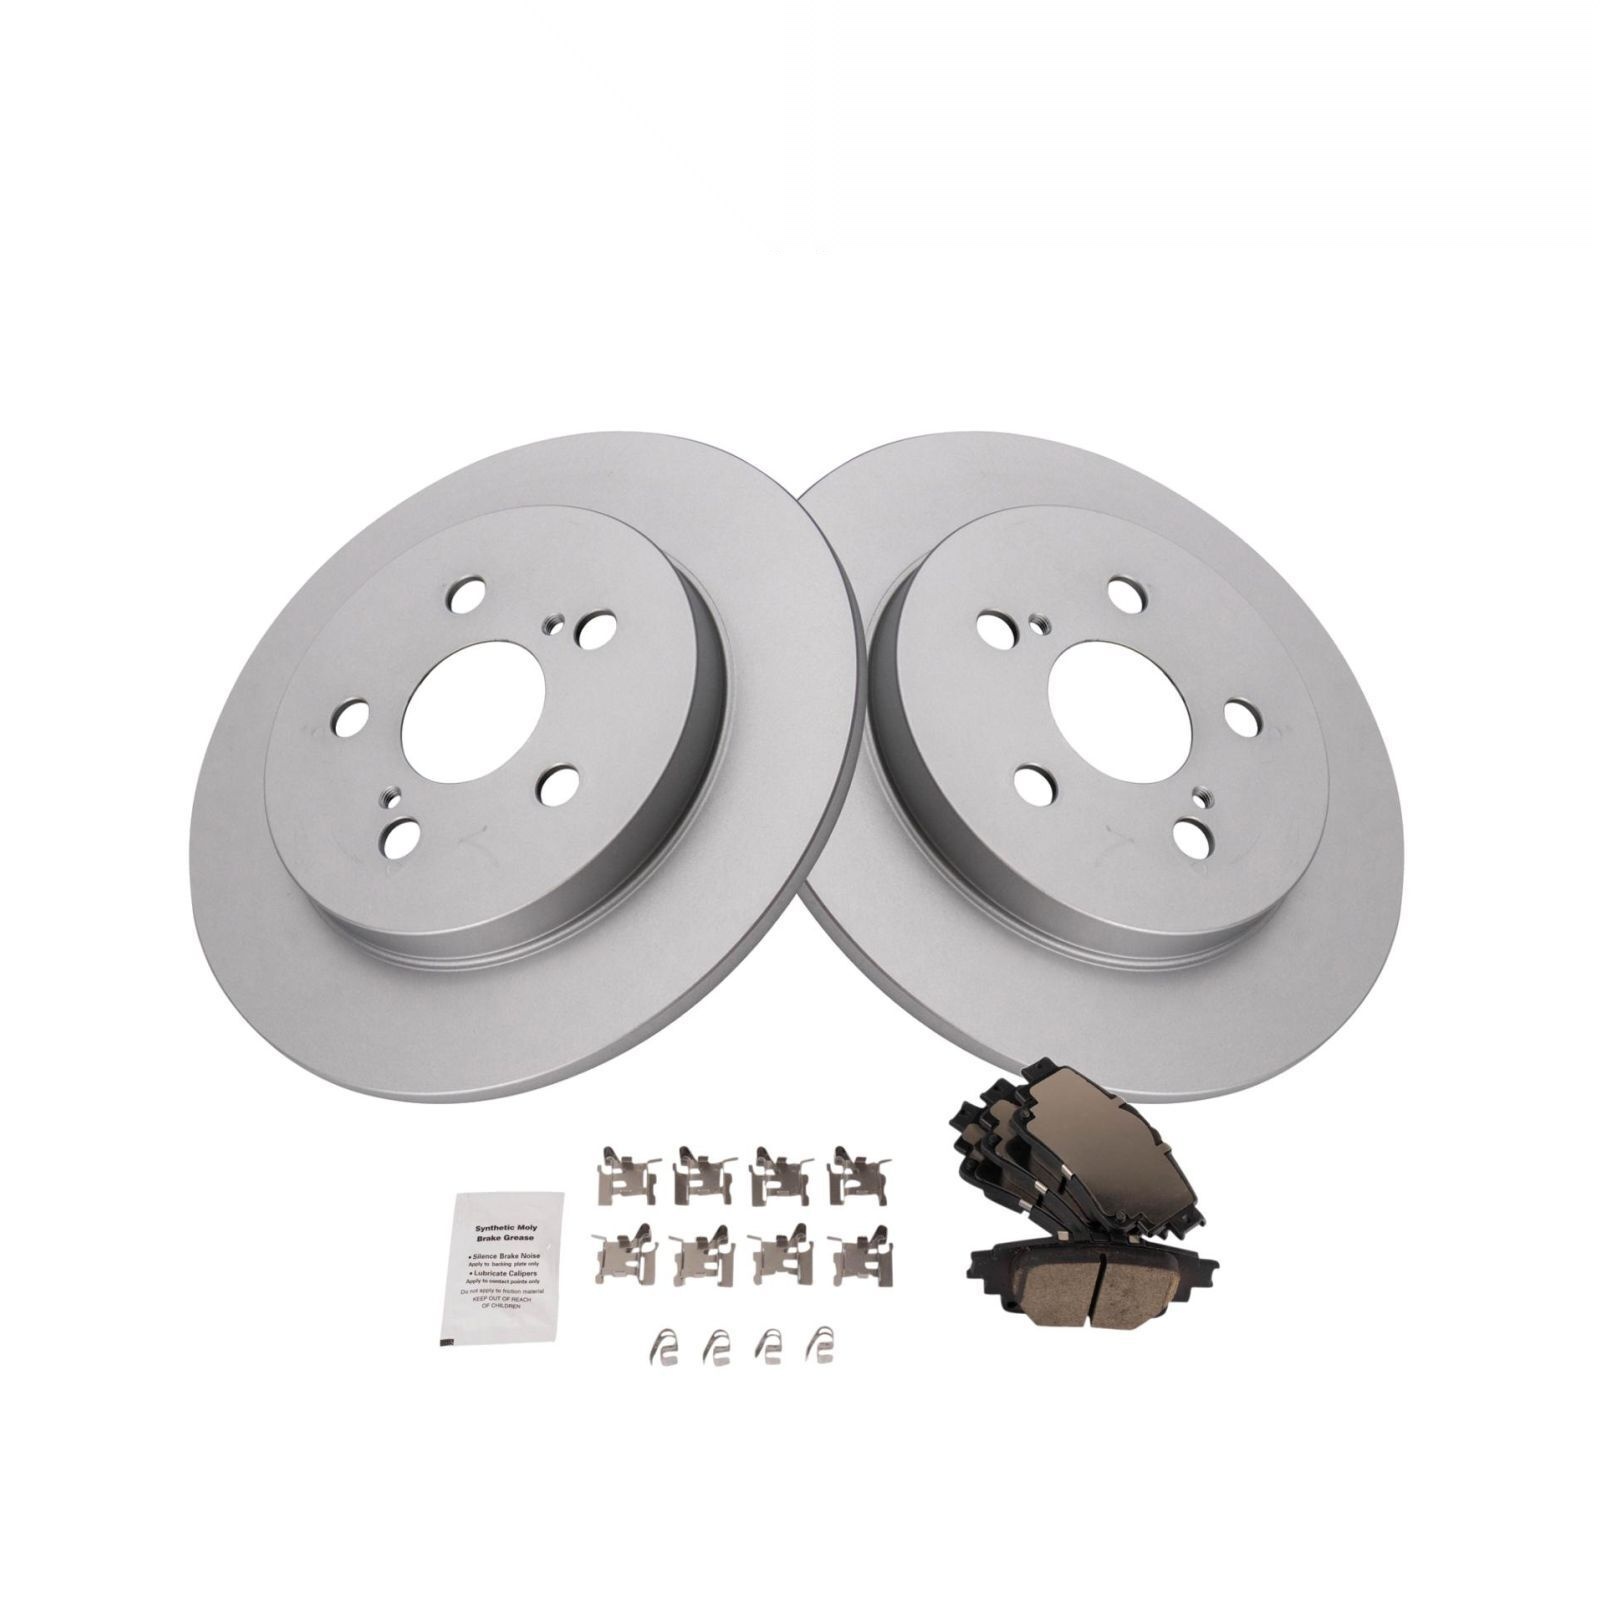 Synthetic Moly
Brake Grease
• Silence Brake Noise
Apply to backing plate only
• Lubricate Calipers
Apply to contact points only
Do not apply to friction material
KEEP OUT OF REACH
OF CHILDREN